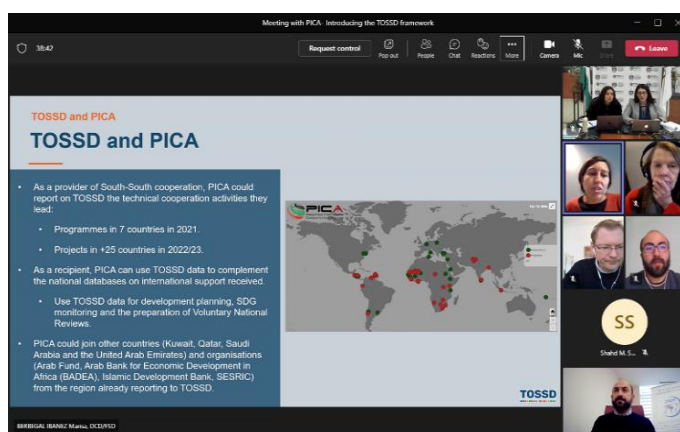 Meeting with PICA- Introducing the TOSSD framework
38:42
Request control
Pop out
People
Chat
Reactions
More
Camera
Mic
Share
Leave
TOSSD and PICA
TOSSD and PICA
• As a provider of South-South cooperation, PICA could
report on TOSSD the technical cooperation activities they
lead:
• Programmes in 7 countries in 2021.
• Projects in +25 countries in 2022/23.
• As a recipient, PICA can use TOSSD data to complement
the national databases on international support received.
• Use TOSSD data for development planning, SDG
monitoring and the preparation of Voluntary National
Reviews.
• PICA could join other countries (Kuwait, Qatar, Saudi
Arabia and the United Arab Emirates) and organisations
(Arab Fund, Arab Bank for Economic Development in
Africa (BADEA), Islamic Development Bank, SESRIC)
from the region already reporting to TOSSD.
PICA
TOSSD
SS
Shahd M.S...
Marisa, DCD/FSD